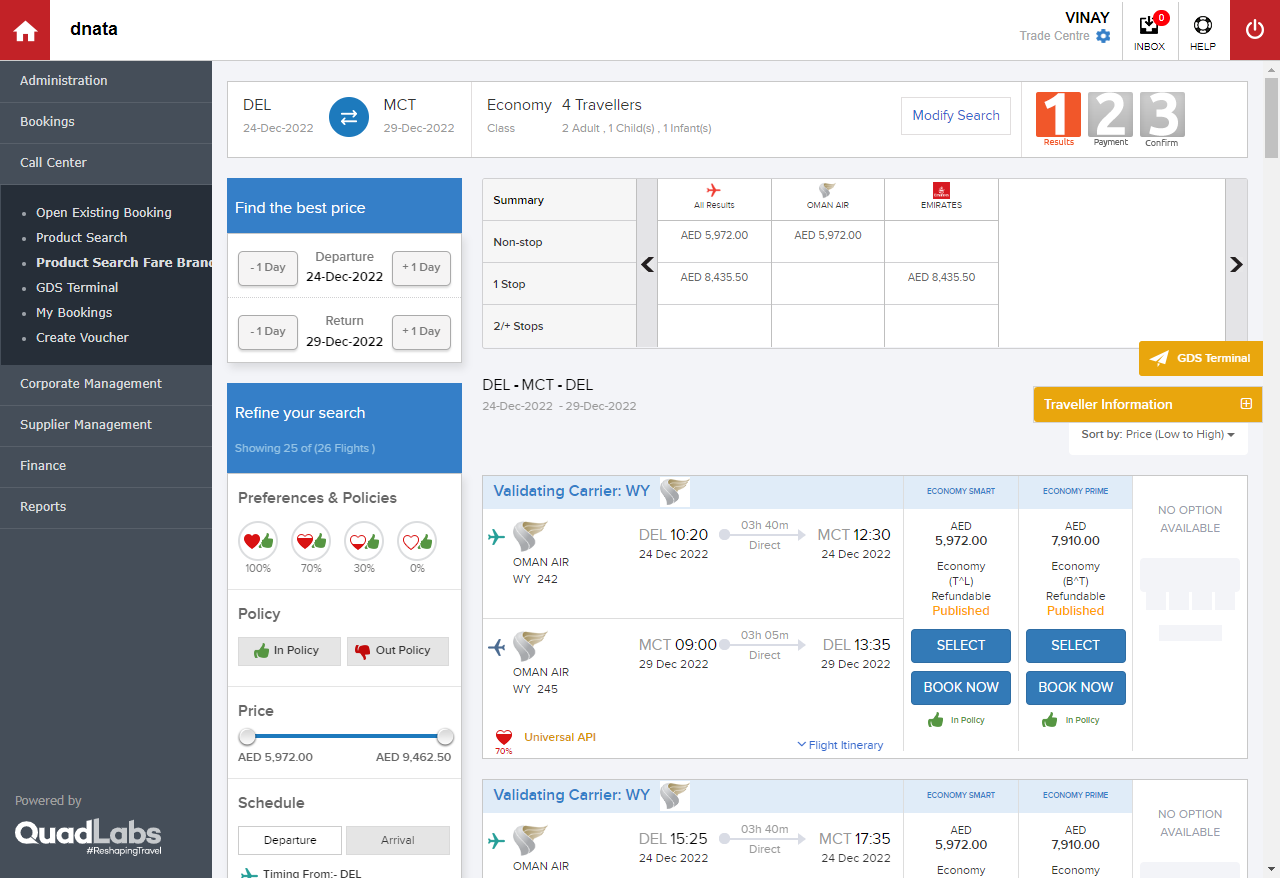 dnata
VINAY
Trade Centre
0
INBOX
HELP
Administration
Bookings
Call Center
Open Existing Booking
Product Search
Product Search Fare Bran
GDS Terminal
My Bookings
Create Voucher
Corporate Management
Supplier Management
Finance
Reports
Powered by
QuadLabs
#ReshapingTravel
DEL
24-Dec-2022
MCT
29-Dec-2022
Economy
Class
4 Travellers
2 Adult , 1 Child(s) , 1 Infant(s)
Modify Search
1 2 3
Results Payment Confirm
Find the best price
- 1 Day
Departure
24-Dec-2022
+ 1 Day
- 1 Day
Return
29-Dec-2022
+ 1 Day
Summary
All Results
OMAN AIR
EMIRATES
Non-stop
AED 5,972.00
AED 5,972.00
1 Stop
AED 8,435.50
AED 8,435.50
2/+ Stops
GDS Terminal
Traveller Information
Sort by: Price (Low to High)
DEL - MCT - DEL
24-Dec-2022 - 29-Dec-2022
Refine your search
Showing 25 of (26 Flights )
Preferences & Policies
100% 70% 30% 0%
Policy
In Policy
Out Policy
Price
AED 5,972.00
AED 9,462.50
Schedule
Departure
Arrival
Timing From:- DEL
Validating Carrier: WY
ECONOMY SMART
ECONOMY PRIME
OMAN AIR
WY 242
DEL 10:20
24 Dec 2022
03h 40m
Direct
MCT 12:30
24 Dec 2022
OMAN AIR
WY 245
MCT 09:00
29 Dec 2022
03h 05m
Direct
DEL 13:35
29 Dec 2022
70%
Universal API
Flight Itinerary
AED
5,972.00
Economy
(T^L)
Refundable
Published
SELECT
BOOK NOW
In Policy
AED
7,910.00
Economy
(B^T)
Refundable
Published
SELECT
BOOK NOW
In Policy
NO OPTION
AVAILABLE
Validating Carrier: WY
ECONOMY SMART
ECONOMY PRIME
OMAN AIR
DEL 15:25
24 Dec 2022
03h 40m
Direct
MCT 17:35
24 Dec 2022
AED
5,972.00
Economy
AED
7,910.00
Economy
NO OPTION
AVAILABLE